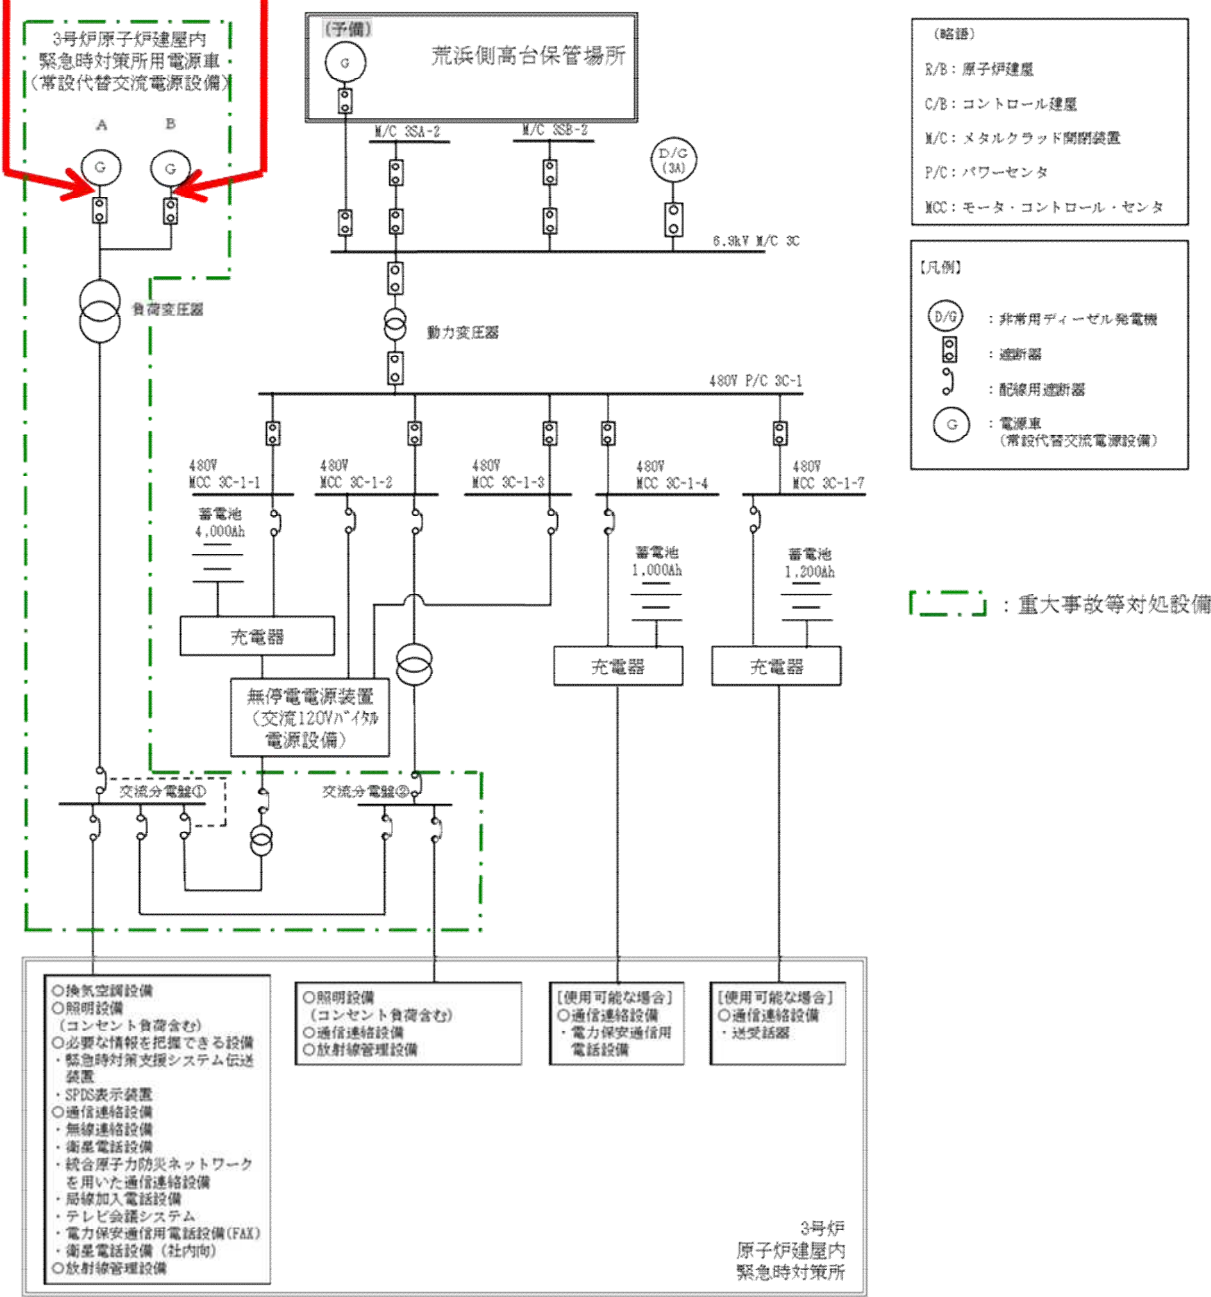 3号炉原子炉建屋内
緊急時対策所用電源車
(常設代替交流電源設備)
A
B
G
G
(予備)
G
荒浜側高台保管場所
M/C 3SA-2
M/C 3SB-2
D/G
(3A)
6.9kV M/C 3C
負荷変圧器
動力変圧器
480V P/C 3C-1
480V
MCC 3C-1-1
480V
MCC 3C-1-2
480V
MCC 3C-1-3
480V
MCC 3C-1-4
480V
MCC 3C-1-7
蓄電池
4,000Ah
蓄電池
1,000Ah
蓄電池
1,200Ah
充電器
充電器
充電器
無停電電源装置
(交流120Vバイタル
電源設備)
交流分電盤①
交流分電盤②
○換気空調設備
○照明設備
(コンセント負荷含む)
○必要な情報を把握できる設備
・緊急時対策支援システム伝送
装置
・SPDS表示装置
○通信連絡設備
・無線連絡設備
・衛星電話設備
・統合原子力防災ネットワーク
を用いた通信連絡設備
・局線加入電話設備
・テレビ会議システム
・電力保安通信用電話設備(FAX)
・衛星電話設備(社内向)
○放射線管理設備
○照明設備
(コンセント負荷含む)
○通信連絡設備
○放射線管理設備
[使用可能な場合]
○通信連絡設備
・電力保安通信用
電話設備
[使用可能な場合]
○通信連絡設備
・送受話器
3号炉
原子炉建屋内
緊急時対策所
(略語)
R/B:原子炉建屋
C/B:コントロール建屋
M/C:メタルクラッド開閉装置
P/C:パワーセンタ
MCC:モータ・コントロール・センタ
【凡例】
D/G
:非常用ディーゼル発電機
:遮断器
:配線用遮断器
G
:電源車
(常設代替交流電源設備)
:重大事故等対処設備